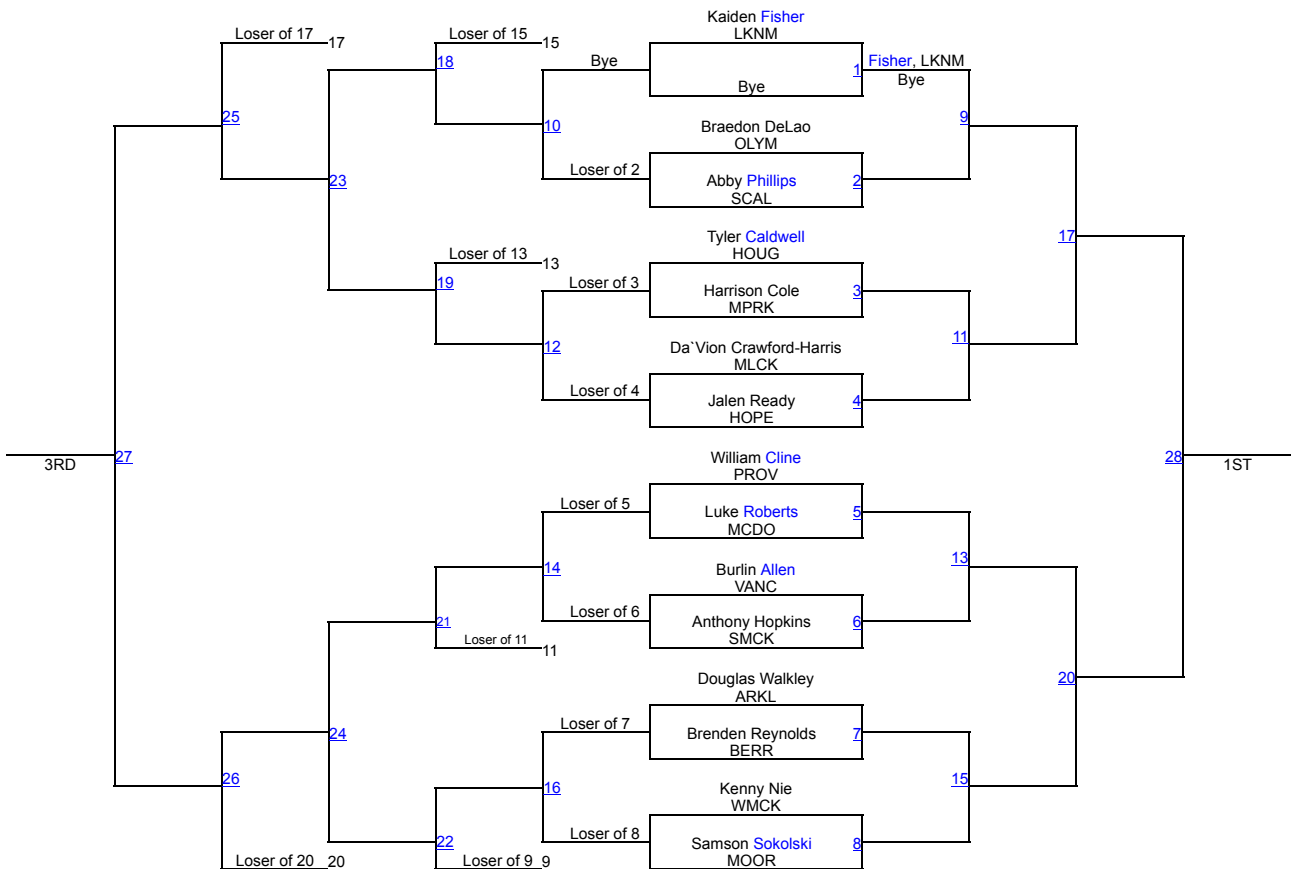 Kaiden Fisher
LKNM
Loser of 17 17
Loser of 15 15
18
Bye
1
Fisher, LKNM
Bye
Bye
25
10
9
Braedon DeLao
OLYM
Loser of 2
Abby Phillips
SCAL
2
23
Tyler Caldwell
HOUG
17
Loser of 13 13
19
Loser of 3
Harrison Cole
MPRK
3
12
11
Da`Vion Crawford-Harris
MLCK
Loser of 4
Jalen Ready
HOPE
4
3RD
27
William Cline
PROV
28
1ST
Loser of 5
Luke Roberts
MCDO
5
14
13
Burlin Allen
VANC
Loser of 6
Anthony Hopkins
SMCK
6
21
Loser of 11 11
Douglas Walkley
ARKL
20
Loser of 7
Brenden Reynolds
BERR
7
24
26
16
15
Kenny Nie
WMCK
Loser of 8
Samson Sokolski
MOOR
8
22
Loser of 20 20
Loser of 9 9